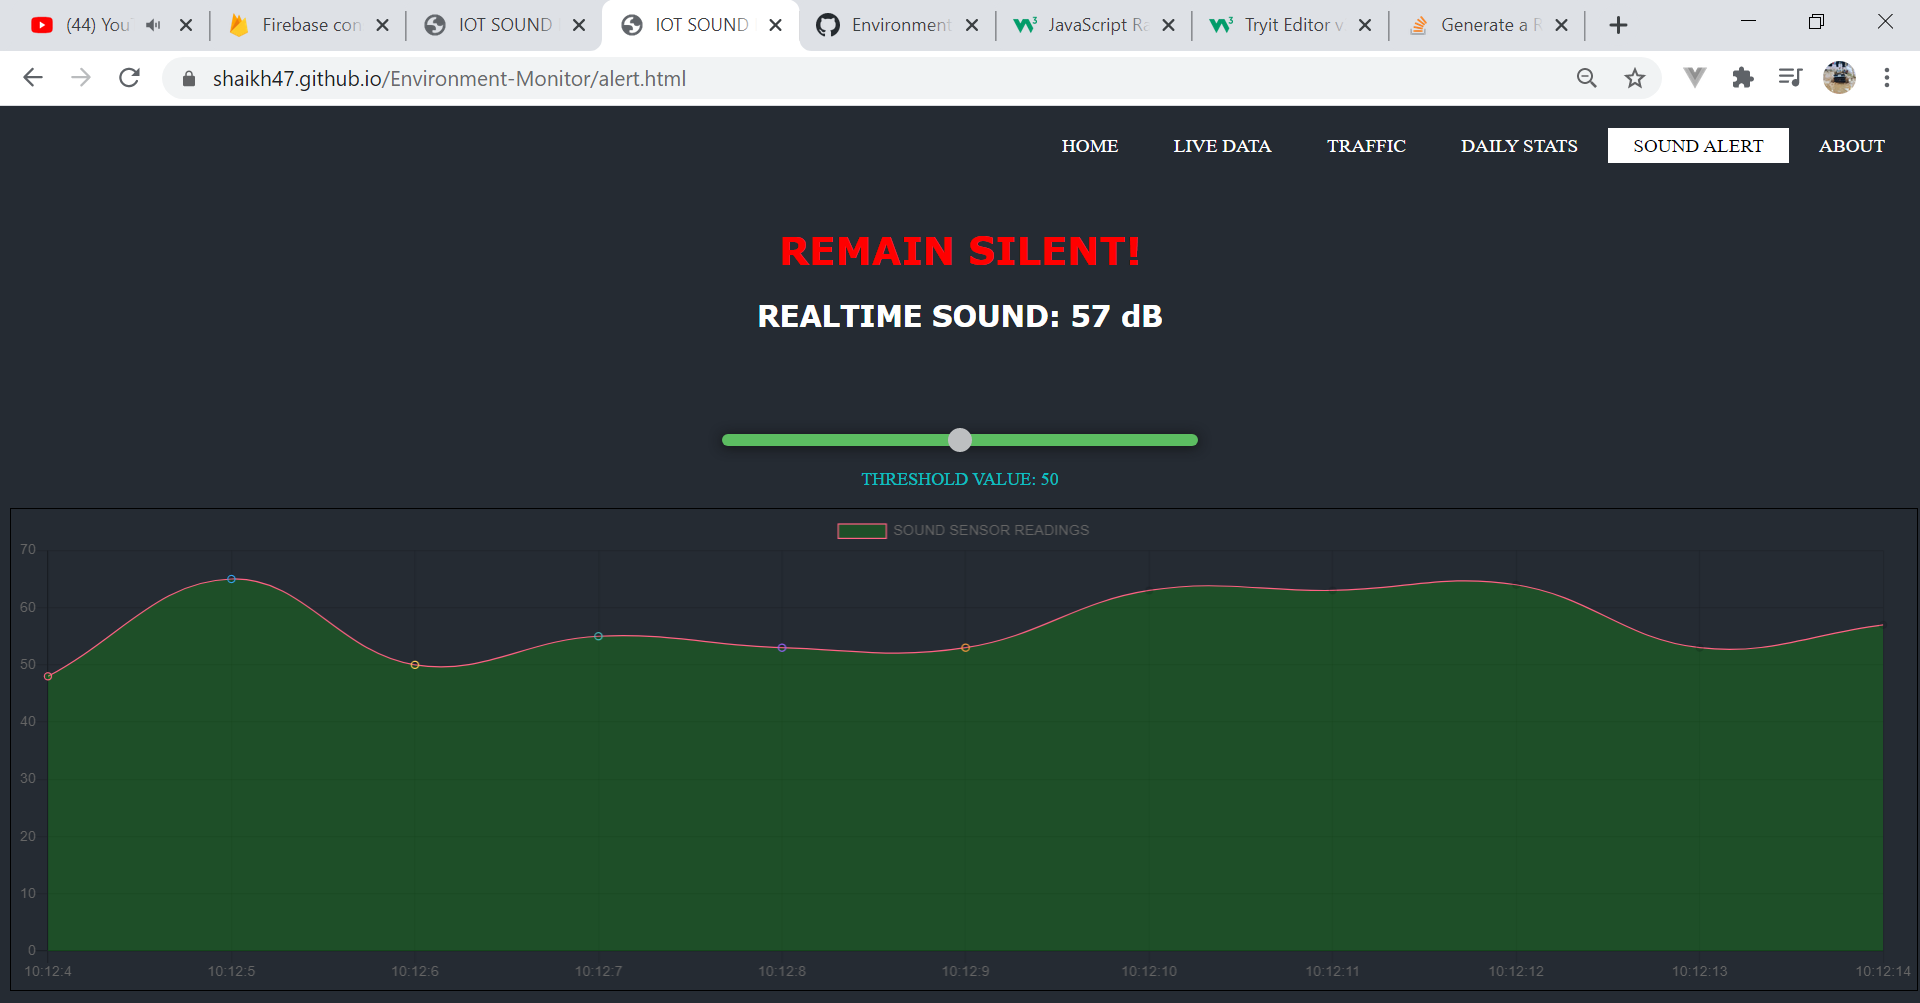 (44) You
Firebase con
IOT SOUND
IOT SOUND
Environment
JavaScript Ra
Tryit Editor v
Generate a R
shaikh47.github.io/Environment-Monitor/alert.html
HOME
LIVE DATA
TRAFFIC
DAILY STATS
SOUND ALERT
ABOUT
REMAIN SILENT!
REALTIME SOUND: 57 dB
THRESHOLD VALUE: 50
SOUND SENSOR READINGS
70
60
50
40
30
20
10
0
10:12:4
10:12:5
10:12:6
10:12:7
10:12:8
10:12:9
10:12:10
10:12:11
10:12:12
10:12:13
10:12:14